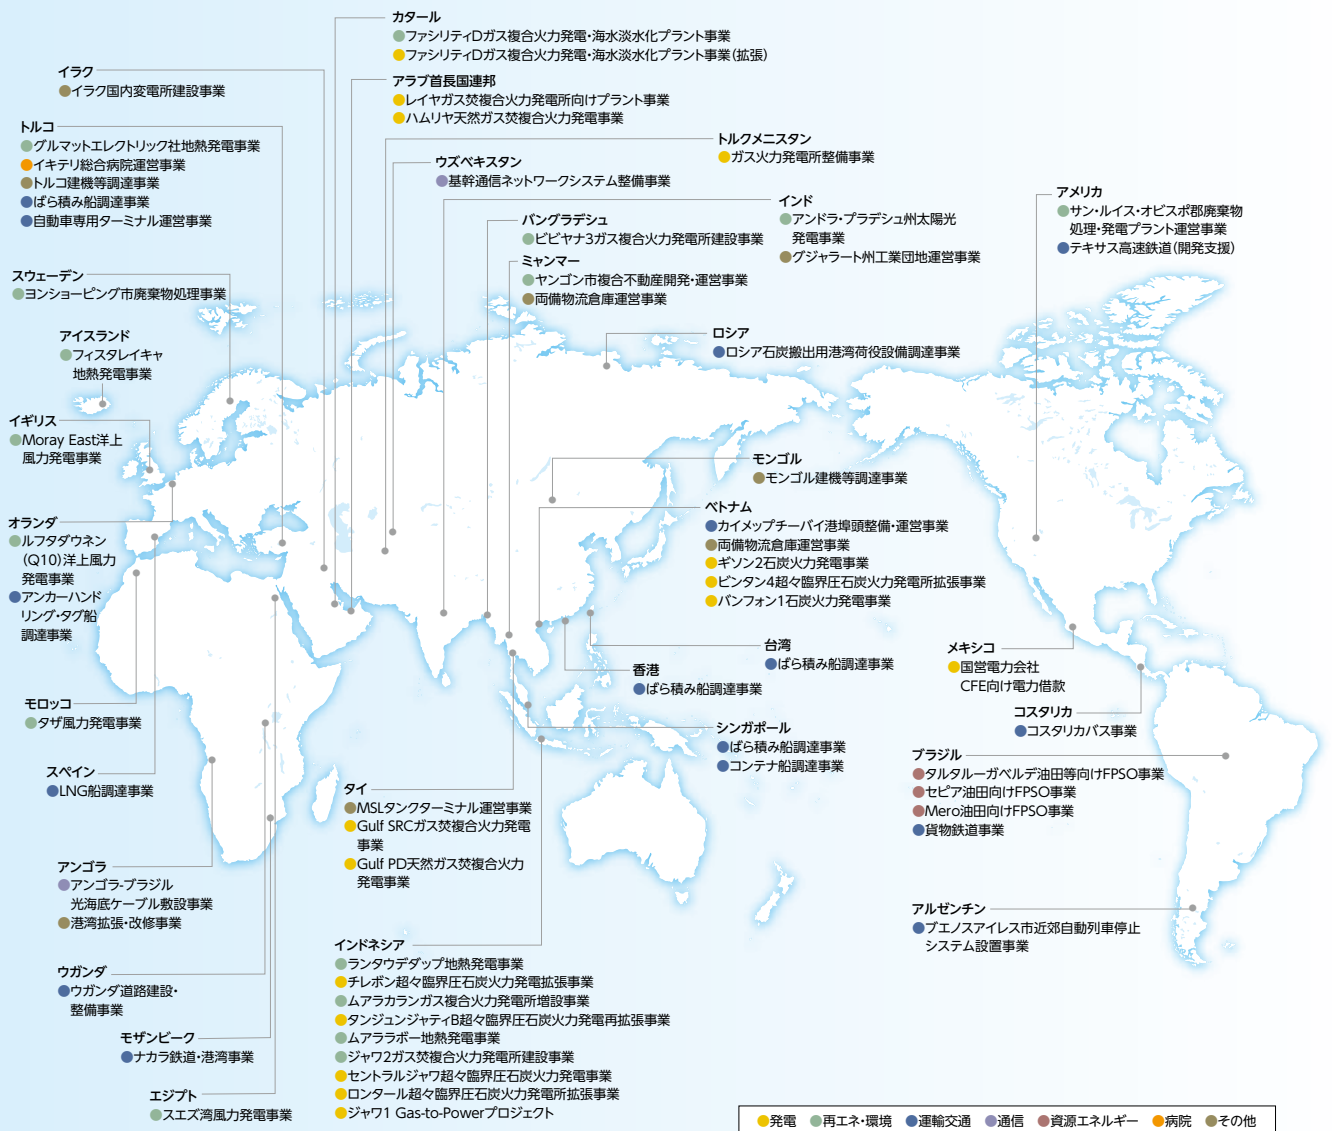 カタール
ファシリティDガス複合火力発電・海水淡水化プラント事業
ファシリティDガス複合火力発電・海水淡水化プラント事業（拡張）
イラク
イラク国内変電所建設事業
アラブ首長国連邦
レイヤガス焚複合火力発電所向けプラント事業
ハムリヤ天然ガス焚複合火力発電事業
トルコ
グルマットエレクトリック社地熱発電事業
イキテリ総合病院運営事業
トルコ建機等調達事業
ばら積み船調達事業
自動車専用ターミナル運営事業
トルクメニスタン
ガス火力発電所整備事業
ウズベキスタン
基幹通信ネットワークシステム整備事業
インド
アンドラ・プラデシュ州太陽光
発電事業
グジャラート州工業団地運営事業
バングラデシュ
ビビヤナ3ガス複合火力発電所建設事業
ミャンマー
ヤンゴン市複合不動産開発・運営事業
両備物流倉庫運営事業
アメリカ
サン・ルイス・オビスポ郡廃棄物
処理・発電プラント運営事業
テキサス高速鉄道（開発支援）
スウェーデン
ヨンショーピング市廃棄物処理事業
アイスランド
フィスタレイキャ
地熱発電事業
ロシア
ロシア石炭搬出用港湾荷役設備調達事業
イギリス
Moray East洋上
風力発電事業
モンゴル
モンゴル建機等調達事業
オランダ
ルフタダウネン
（Q10）洋上風力
発電事業
アンカーハンド
リング・タグ船
調達事業
ベトナム
カイメップチーバイ港埠頭整備・運営事業
両備物流倉庫運営事業
ギソン2石炭火力発電事業
ビンタン4超々臨界圧石炭火力発電所拡張事業
バンフォン1石炭火力発電事業
台湾
ばら積み船調達事業
香港
ばら積み船調達事業
メキシコ
国営電力会社
CFE向け電力借款
モロッコ
タザ風力発電事業
シンガポール
ばら積み船調達事業
コンテナ船調達事業
コスタリカ
コスタリカバス事業
スペイン
LNG船調達事業
タイ
MSLタンクターミナル運営事業
Gulf SRCガス焚複合火力発電
事業
Gulf PD天然ガス焚複合火力
発電事業
ブラジル
タルタルーガベルデ油田等向けFPSO事業
セピア油田向けFPSO事業
Mero油田向けFPSO事業
貨物鉄道事業
アンゴラ
アンゴラ-ブラジル
光海底ケーブル敷設事業
港湾拡張・改修事業
アルゼンチン
ブエノスアイレス市近郊自動列車停止
システム設置事業
ウガンダ
ウガンダ道路建設・
整備事業
モザンビーク
ナカラ鉄道・港湾事業
エジプト
スエズ湾風力発電事業
インドネシア
ランタウデダップ地熱発電事業
チレボン超々臨界圧石炭火力発電拡張事業
ムアラカランガス複合火力発電所増設事業
タンジュンジャティB超々臨界圧石炭火力発電再拡張事業
ムアララボー地熱発電事業
ジャワ2ガス焚複合火力発電所建設事業
セントラルジャワ超々臨界圧石炭火力発電事業
ロンタール超々臨界圧石炭火力発電所拡張事業
ジャワ1 Gas-to-Powerプロジェクト
発電 再エネ・環境 運輸交通 通信 資源エネルギー 病院 その他